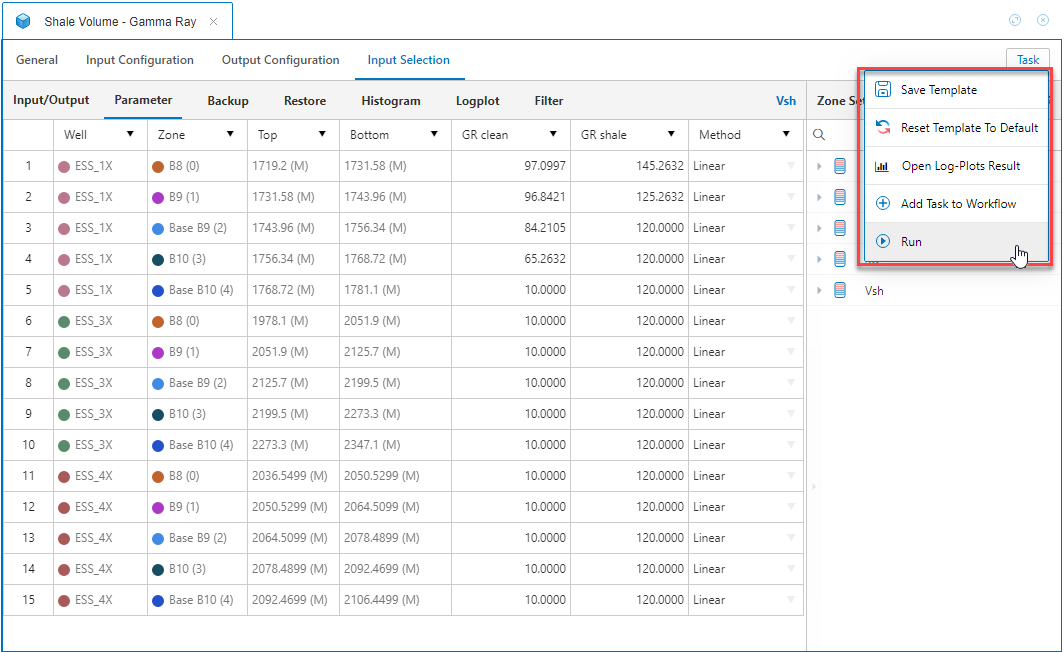 Shale Volume - Gamma Ray
General Input Configuration Output Configuration Input Selection Task
Input/Output Parameter Backup Restore Histogram Logplot Filter Vsh Zone
Save Template
Reset Template To Default
Open Log-Plots Result
Add Task to Workflow
Run
Vsh
Well Zone Top Bottom GR clean GR shale Method
1 ESS_1X B8 (0) 1719.2 (M) 1731.58 (M) 97.0997 145.2632 Linear
2 ESS_1X B9 (1) 1731.58 (M) 1743.96 (M) 96.8421 125.2632 Linear
3 ESS_1X Base B9 (2) 1743.96 (M) 1756.34 (M) 84.2105 120.0000 Linear
4 ESS_1X B10 (3) 1756.34 (M) 1768.72 (M) 65.2632 120.0000 Linear
5 ESS_1X Base B10 (4) 1768.72 (M) 1781.1 (M) 10.0000 120.0000 Linear
6 ESS_3X B8 (0) 1978.1 (M) 2051.9 (M) 10.0000 120.0000 Linear
7 ESS_3X B9 (1) 2051.9 (M) 2125.7 (M) 10.0000 120.0000 Linear
8 ESS_3X Base B9 (2) 2125.7 (M) 2199.5 (M) 10.0000 120.0000 Linear
9 ESS_3X B10 (3) 2199.5 (M) 2273.3 (M) 10.0000 120.0000 Linear
10 ESS_3X Base B10 (4) 2273.3 (M) 2347.1 (M) 10.0000 120.0000 Linear
11 ESS_4X B8 (0) 2036.5499 (M) 2050.5299 (M) 10.0000 120.0000 Linear
12 ESS_4X B9 (1) 2050.5299 (M) 2064.5099 (M) 10.0000 120.0000 Linear
13 ESS_4X Base B9 (2) 2064.5099 (M) 2078.4899 (M) 10.0000 120.0000 Linear
14 ESS_4X B10 (3) 2078.4899 (M) 2092.4699 (M) 10.0000 120.0000 Linear
15 ESS_4X Base B10 (4) 2092.4699 (M) 2106.4499 (M) 10.0000 120.0000 Linear